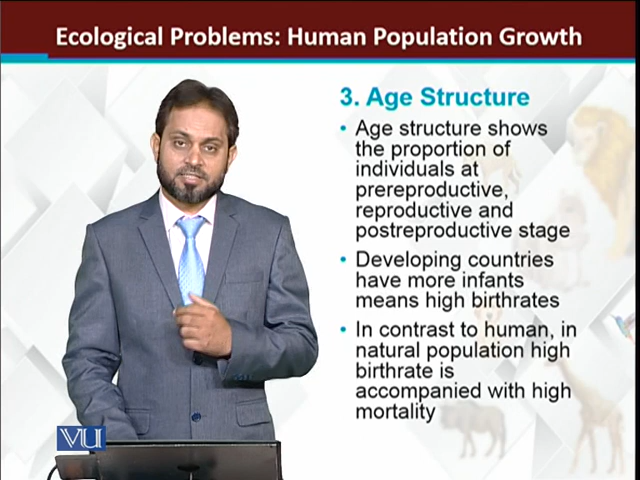 Ecological Problems: Human Population Growth
3. Age Structure
• Age structure shows
the proportion of
individuals at
prereproductive,
reproductive and
postreproductive stage
• Developing countries
have more infants
means high birthrates
• In contrast to human, in
natural population high
birthrate is
accompanied with high
mortality
VU